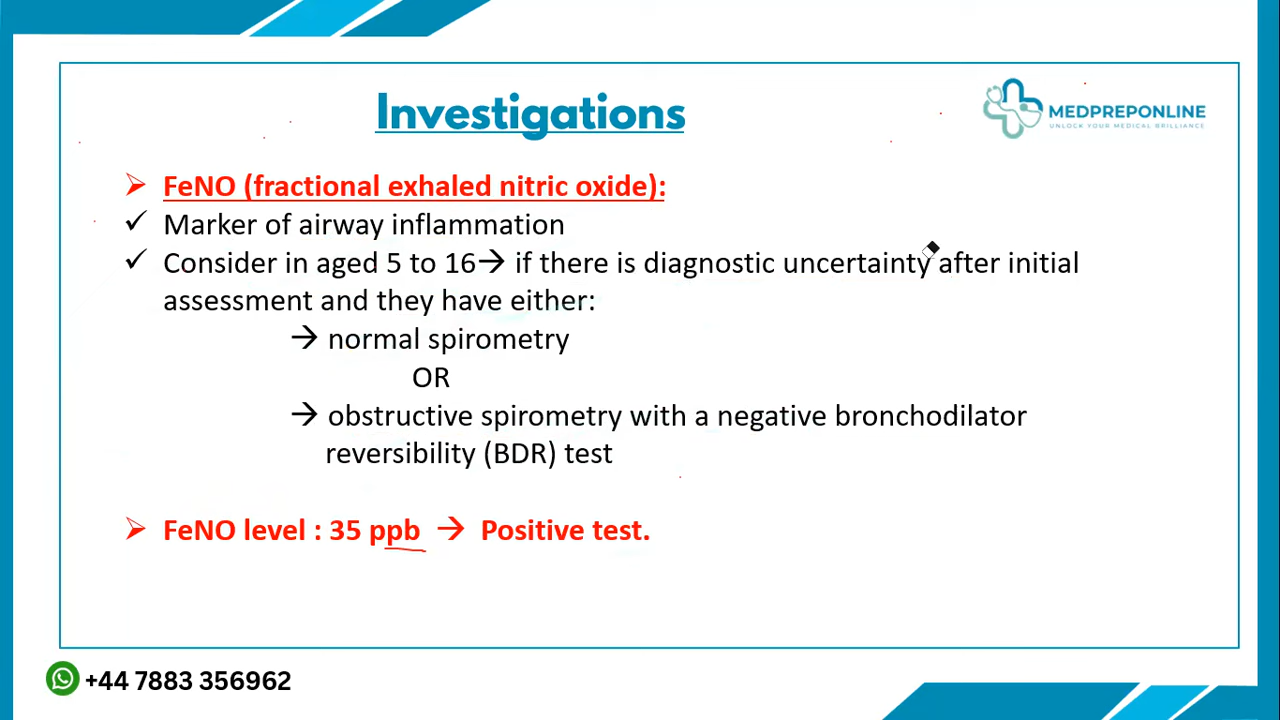 Investigations
MEDPREPONLINE
UNLOCK YOUR MEDICAL BRILLIANCE
➢ FeNO (fractional exhaled nitric oxide):
✓ Marker of airway inflammation
✓ Consider in aged 5 to 16→ if there is diagnostic uncertainty after initial
assessment and they have either:
→ normal spirometry
OR
→ obstructive spirometry with a negative bronchodilator
reversibility (BDR) test
➢ FeNO level : 35 ppb → Positive test.
+44 7883 356962